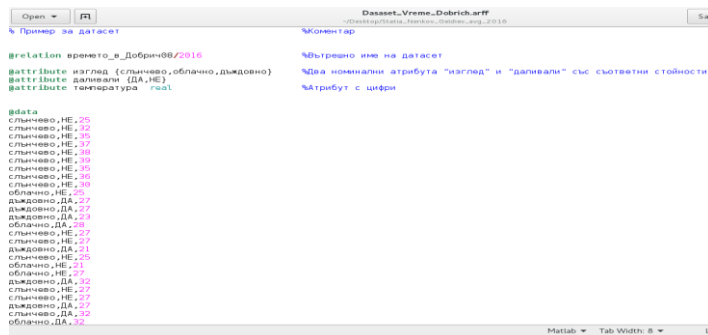 Open
Dasaset_Vreme_Dobrich.arff
~/Desktop/Statia_Nenkov_Geldiev_avg_2016
% Пример за датасет %Коментар
@relation времето_в_Добрич08/2016 %Вътрешно име на датасет
@attribute изглед {слънчево,облачно,дъждовно} %Два номинални атрибута "изглед" и "даливали" със съответни стойности
@attribute даливали {ДА,НЕ}
@attribute температура real %Атрибут с цифри
@data
слънчево,НЕ,25
слънчево,НЕ,32
слънчево,НЕ,35
слънчево,НЕ,37
слънчево,НЕ,38
слънчево,НЕ,39
слънчево,НЕ,35
слънчево,НЕ,36
слънчево,НЕ,30
облачно,НЕ,25
дъждовно,ДА,27
дъждовно,ДА,27
дъждовно,ДА,23
облачно,ДА,28
слънчево,НЕ,27
слънчево,НЕ,27
дъждовно,ДА,21
слънчево,НЕ,25
облачно,НЕ,21
облачно,НЕ,27
дъждовно,ДА,32
слънчево,НЕ,27
слънчево,НЕ,27
дъждовно,ДА,27
слънчево,ДА,32
облачно,ДА,32
Matlab Tab Width: 8